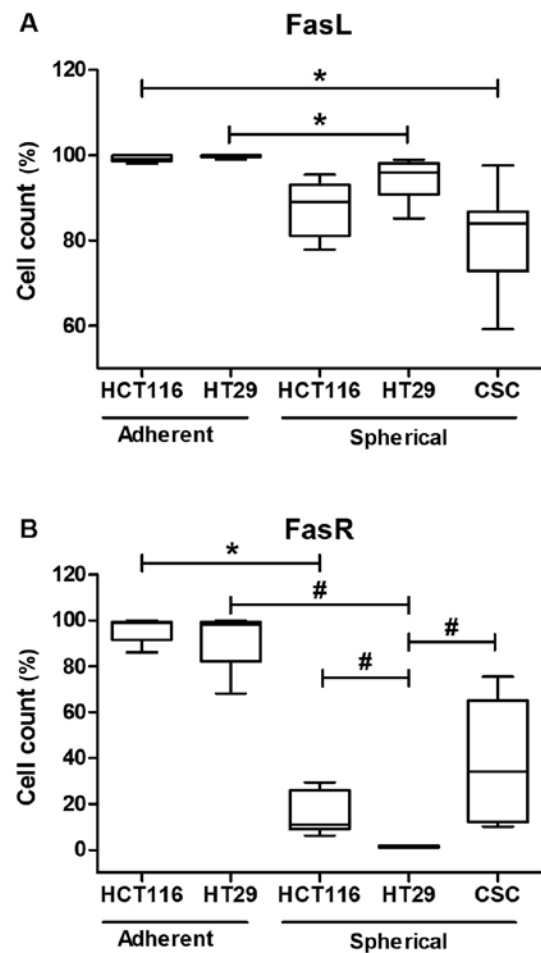 A
FasL
*
*
120
100
80
60
Cell count (%)
HCT116 HT29 HCT116 HT29 CSC
Adherent Spherical
B
FasR
*
#
#
#
120
100
80
60
40
20
0
Cell count (%)
HCT116 HT29 HCT116 HT29 CSC
Adherent Spherical